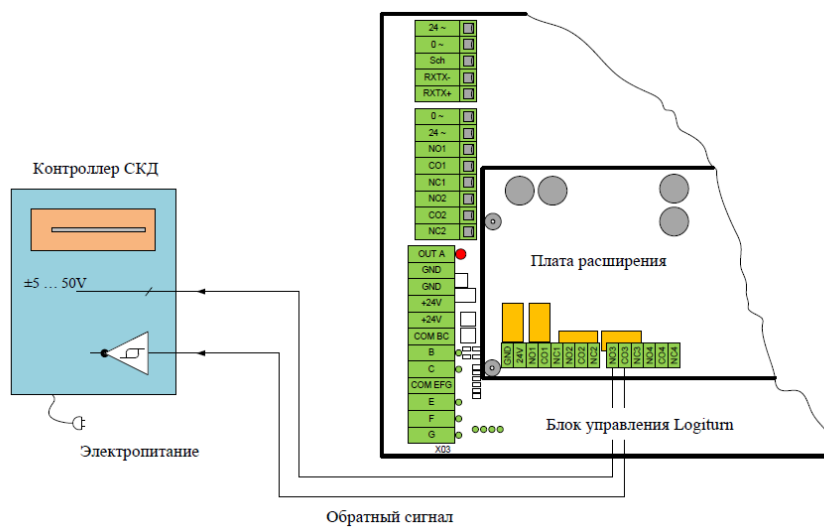 24 ~
0 ~
Sch
RXTX-
RXTX+
0 ~
24 ~
NO1
CO1
NC1
NO2
CO2
NC2
OUT A
GND
GND
+24V
+24V
COM BC
B
C
COM EFG
E
F
G
X03
Контроллер СКД
±5 … 50V
Электропитание
Плата расширения
GND
24V
NO1
CO1
NC1
NO2
CO2
NC2
NO3
CO3
NC3
NO4
CO4
NC4
Блок управления Logiturn
Обратный сигнал